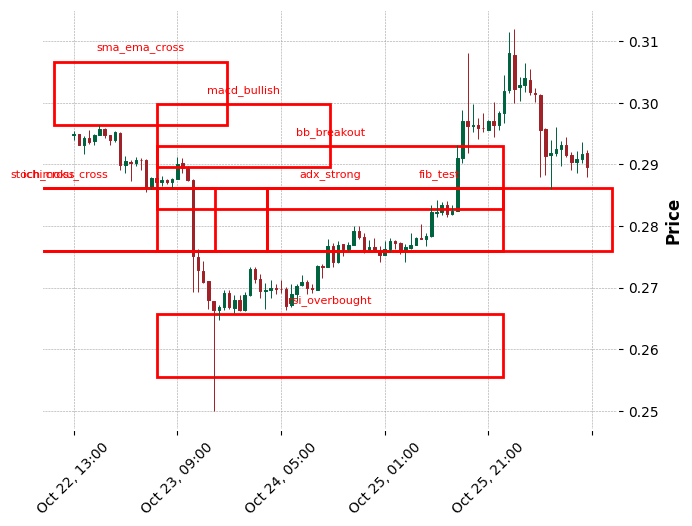 sma_ema_cross
0.31
macd_bullish
0.30
bb_breakout
0.29
ichimoku_cross
adx_strong
fib_test
0.28
Price
0.27
rsi_overbought
0.26
0.25
Oct 22, 13:00
Oct 23, 09:00
Oct 24, 05:00
Oct 25, 01:00
Oct 25, 21:00